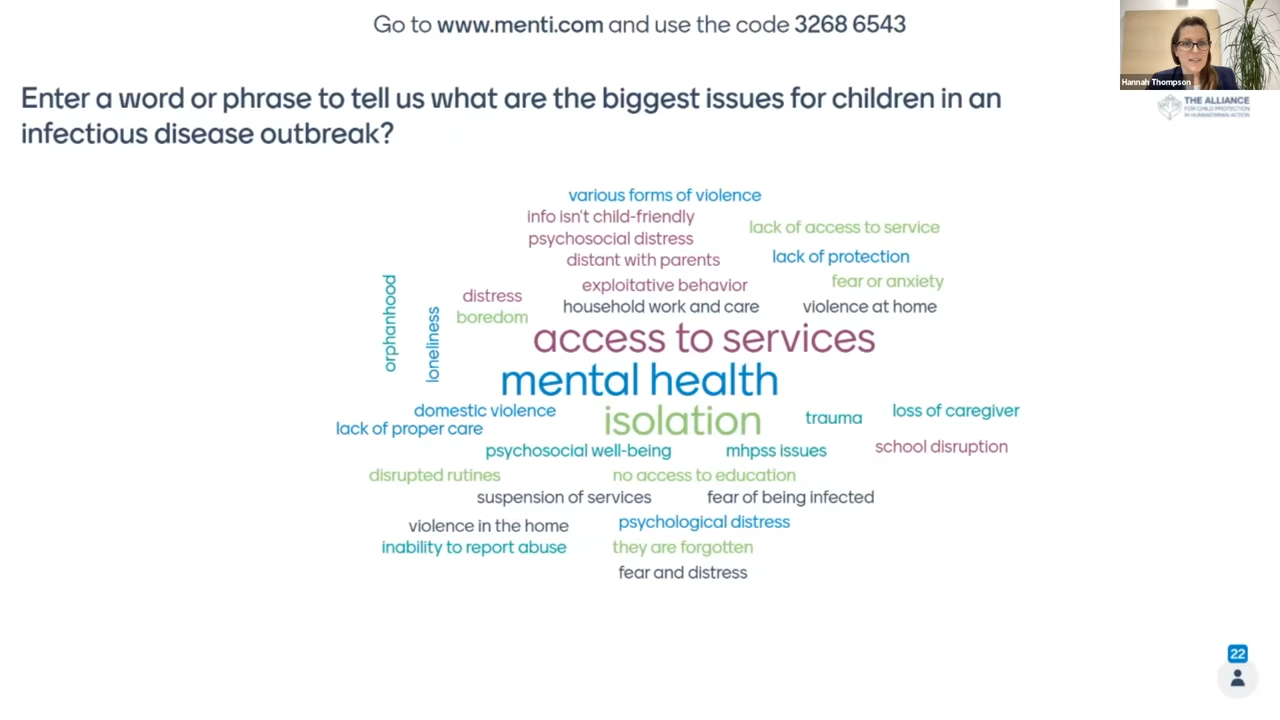 Go to www.menti.com and use the code 3268 6543
Hannah Thompson
THE ALLIANCE
FOR CHILD PROTECTION
IN HUMANITARIAN ACTION
Enter a word or phrase to tell us what are the biggest issues for children in an
infectious disease outbreak?
various forms of violence
info isn't child-friendly
lack of access to service
psychosocial distress
distant with parents
lack of protection
exploitative behavior
fear or anxiety
distress
household work and care
violence at home
orphanhood
loneliness
boredom
access to services
mental health
domestic violence
isolation
trauma
loss of caregiver
lack of proper care
psychosocial well-being
mhpss issues
school disruption
disrupted rutines
no access to education
suspension of services
fear of being infected
violence in the home
psychological distress
inability to report abuse
they are forgotten
fear and distress
22